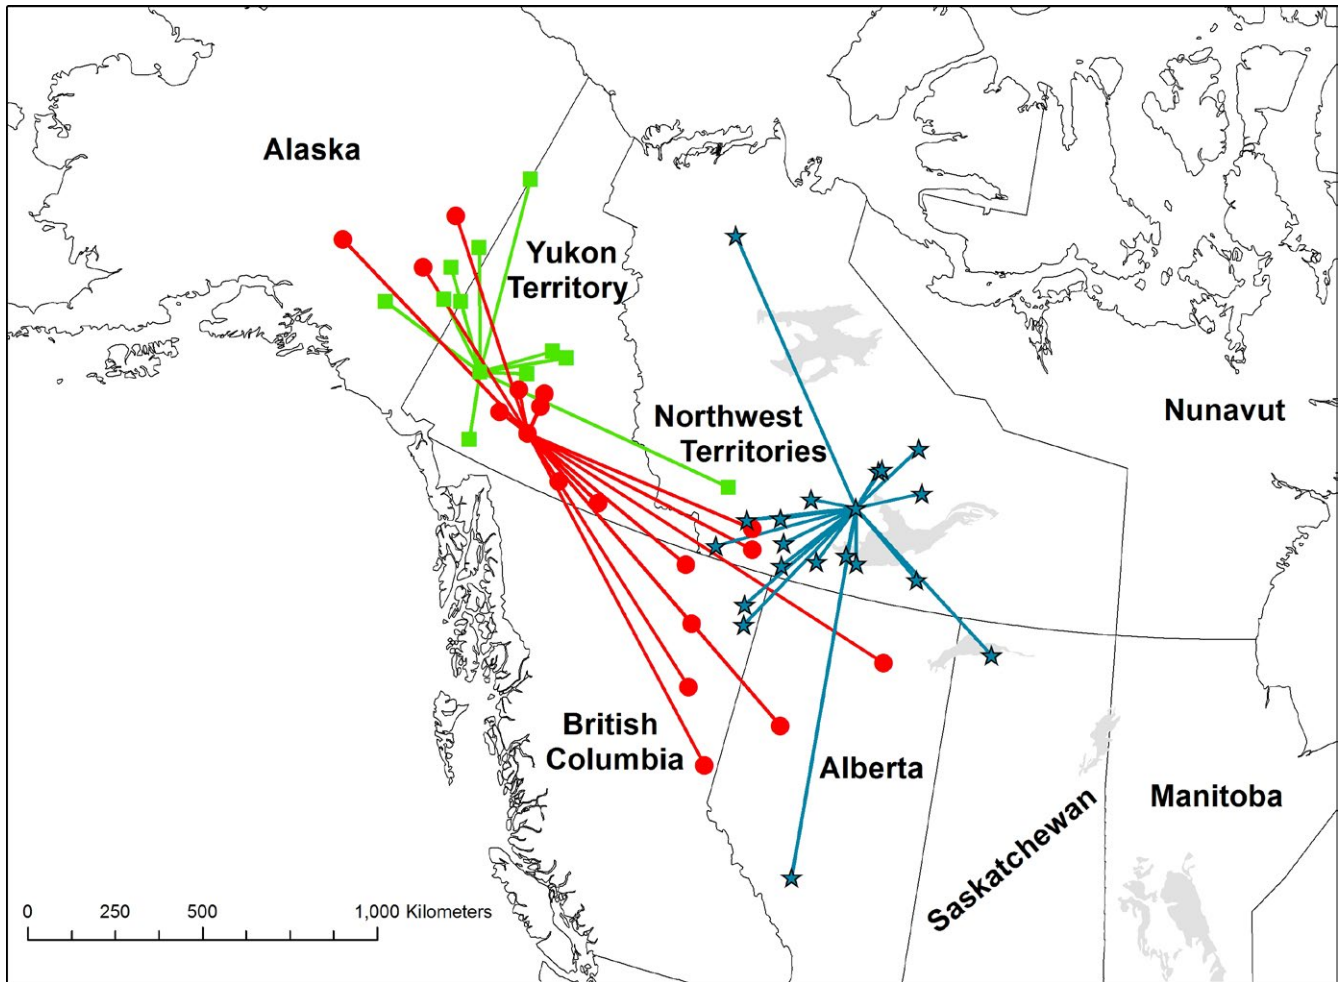 Alaska
Yukon
Territory
Northwest
Territories
Nunavut
British
Columbia
Alberta
Saskatchewan
Manitoba
0 250 500 1,000 Kilometers